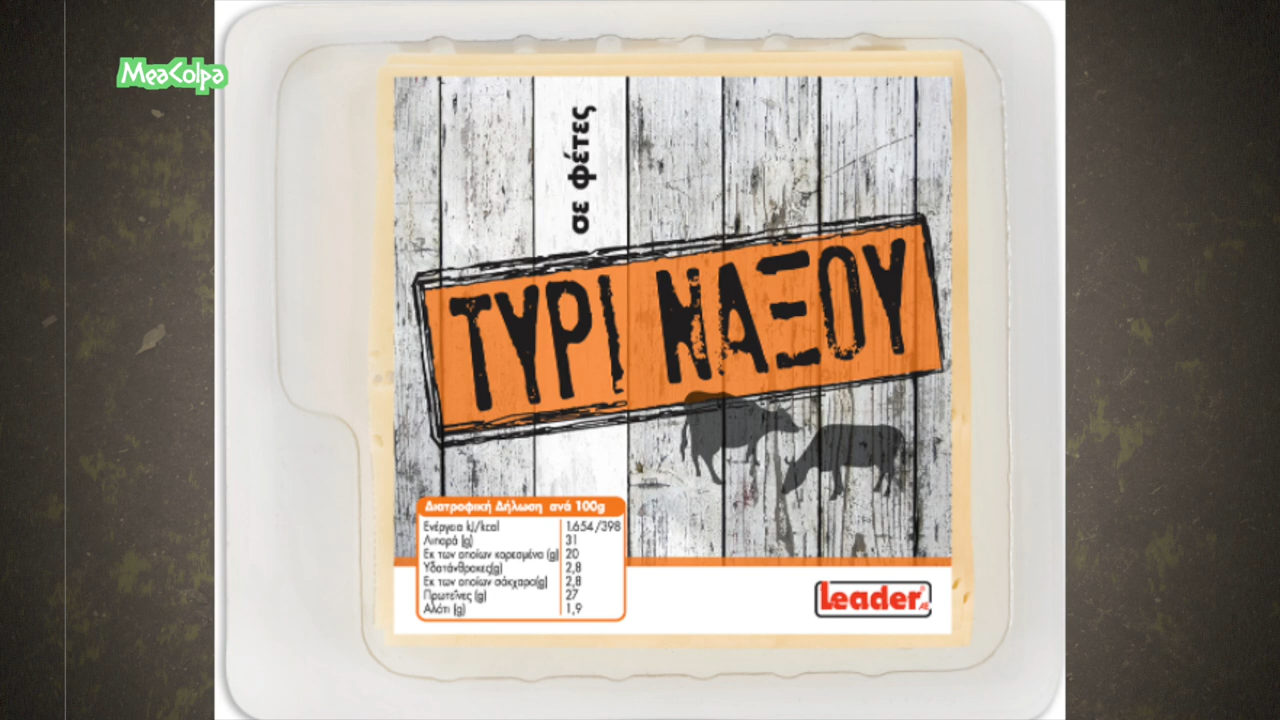 MeaColpa
σε φέτες
ΤΥΡΙ ΝΑΞΟΥ
Διατροφική Δήλωση ανά 100g
Ενέργεια kj/kcal 1.654/398
Λιπαρά (g) 31
Εκ των οποίων κορεσμένα (g) 20
Υδατάνθρακες(g) 2,8
Εκ των οποίων σάκχαρα(g) 2,8
Πρωτεΐνες (g) 27
Αλάτι (g) 1,9
Leader